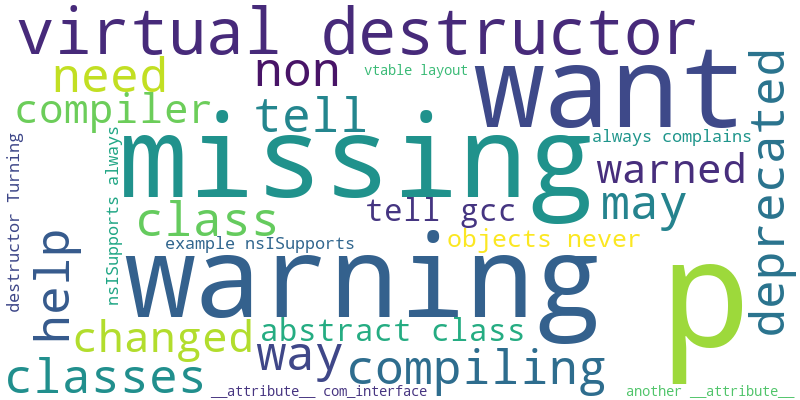 virtual destructor
need
non
vtable layout
want
compiler
tell
deprecated
missing
always complains
nsISupports always
destructor Turning
warned
class
tell gcc
may
example nsISupports
objects never
help
warning
p
changed
abstract class
way
compiling
classes
__attribute__ com_interface
another __attribute__